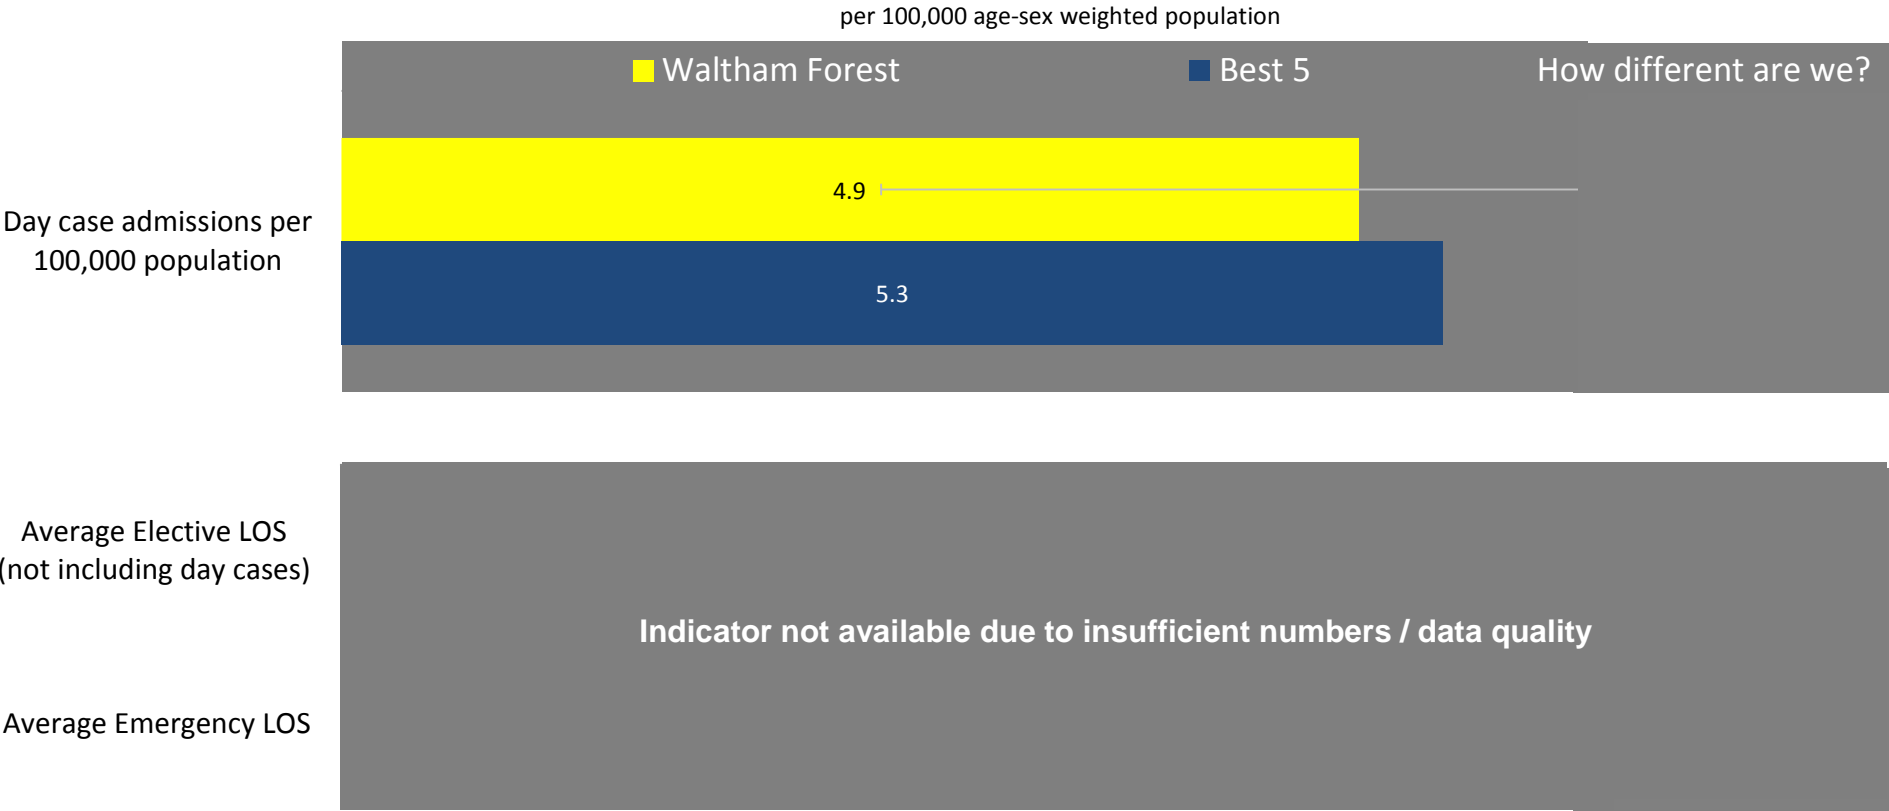 per 100,000 age-sex weighted population
Waltham Forest
Best 5
How different are we?
Day case admissions per
100,000 population
4.9
5.3
Average Elective LOS
(not including day cases)
Indicator not available due to insufficient numbers / data quality
Average Emergency LOS